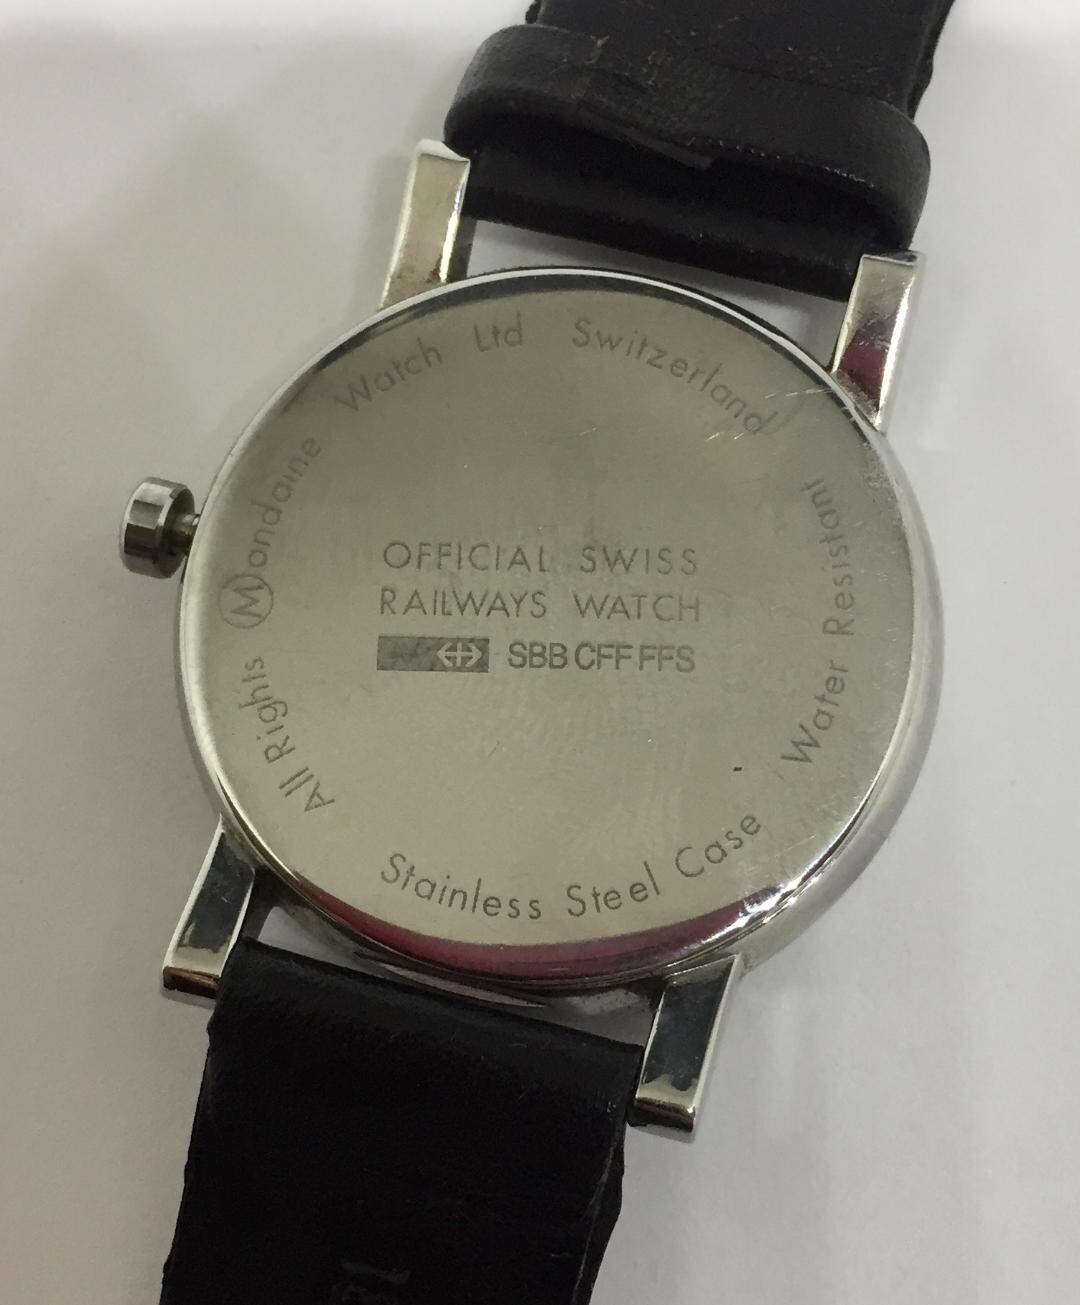 All Rights Mondaine Watch Ltd Switzerland
Water Resistant
Stainless Steel Case
OFFICIAL SWISS
RAILWAYS WATCH
SBB CFF FFS